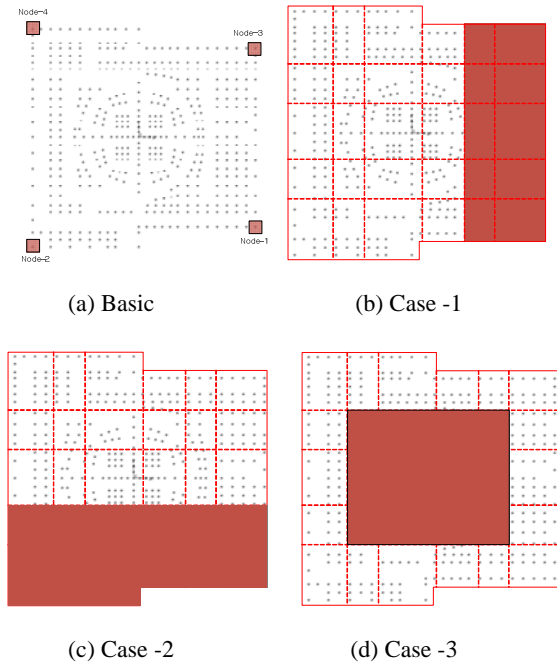 Node-4
Node-3
Node-1
Node-2
(a) Basic
(b) Case -1
(c) Case -2
(d) Case -3